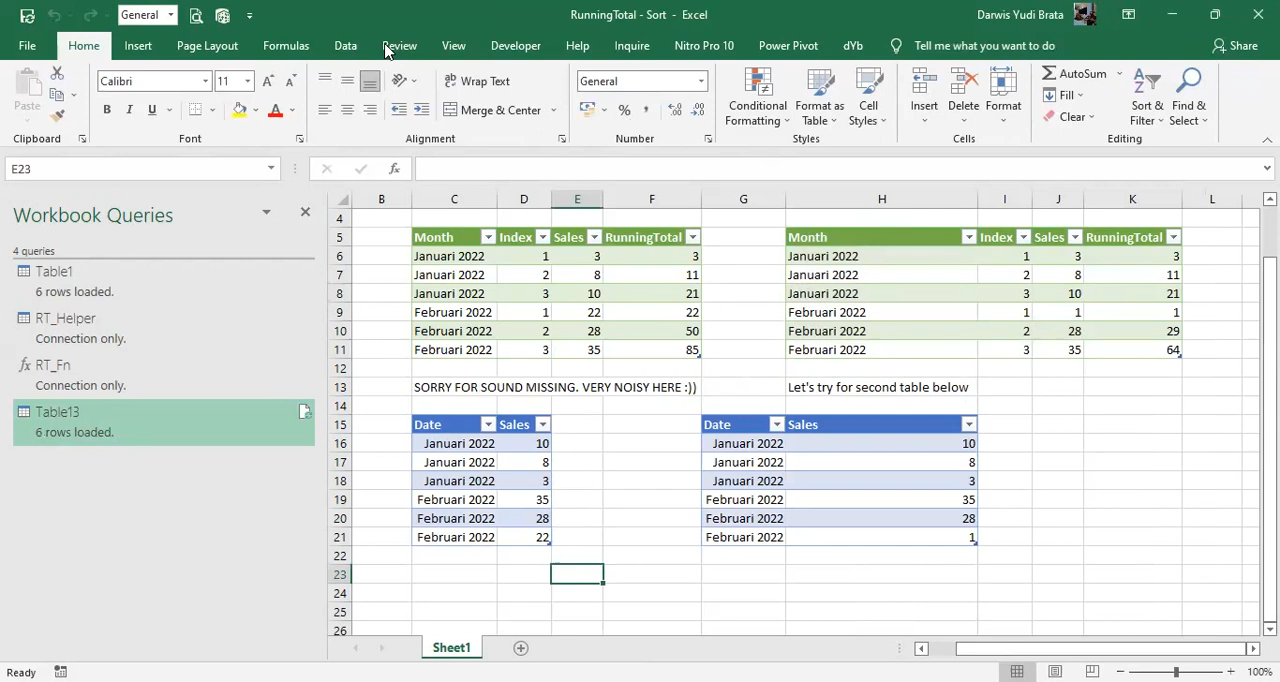 General
RunningTotal - Sort - Excel
Darwis Yudi Brata
File Home Insert Page Layout Formulas Data Review View Developer Help Inquire Nitro Pro 10 Power Pivot dYb Tell me what you want to do Share
Paste
Calibri 11
B I U
A
Wrap Text
Merge & Center
General
%
Conditional Formatting
Format as Table
Cell Styles
Insert
Delete
Format
AutoSum
Fill
Clear
Sort & Filter
Find & Select
Clipboard Font Alignment Number Styles Cells Editing
E23
fx
Workbook Queries
4 queries
Table1
6 rows loaded.
RT_Helper
Connection only.
fx RT_Fn
Connection only.
Table13
6 rows loaded.
B C D E F G H I J K L
4
5 Month Index Sales RunningTotal Month Index Sales RunningTotal
6 Januari 2022 1 3 3 Januari 2022 1 3 3
7 Januari 2022 2 8 11 Januari 2022 2 8 11
8 Januari 2022 3 10 21 Januari 2022 3 10 21
9 Februari 2022 1 22 22 Februari 2022 1 1 1
10 Februari 2022 2 28 50 Februari 2022 2 28 29
11 Februari 2022 3 35 85 Februari 2022 3 35 64
12
13 SORRY FOR SOUND MISSING. VERY NOISY HERE :)) Let's try for second table below
14
15 Date Sales Date Sales
16 Januari 2022 10 Januari 2022 10
17 Januari 2022 8 Januari 2022 8
18 Januari 2022 3 Januari 2022 3
19 Februari 2022 35 Februari 2022 35
20 Februari 2022 28 Februari 2022 28
21 Februari 2022 22 Februari 2022 1
22
23
24
25
26
Sheet1
Ready
100%